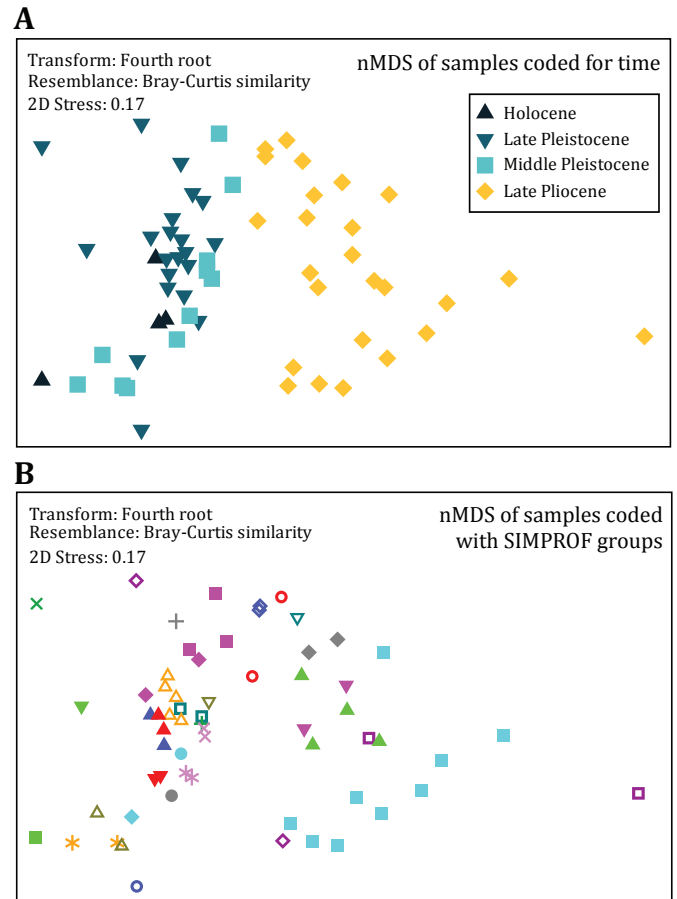 A
Transform: Fourth root
Resemblance: Bray-Curtis similarity
2D Stress: 0.17
nMDS of samples coded for time
Holocene
Late Pleistocene
Middle Pleistocene
Late Pliocene
B
Transform: Fourth root
Resemblance: Bray-Curtis similarity
2D Stress: 0.17
nMDS of samples coded
with SIMPROF groups